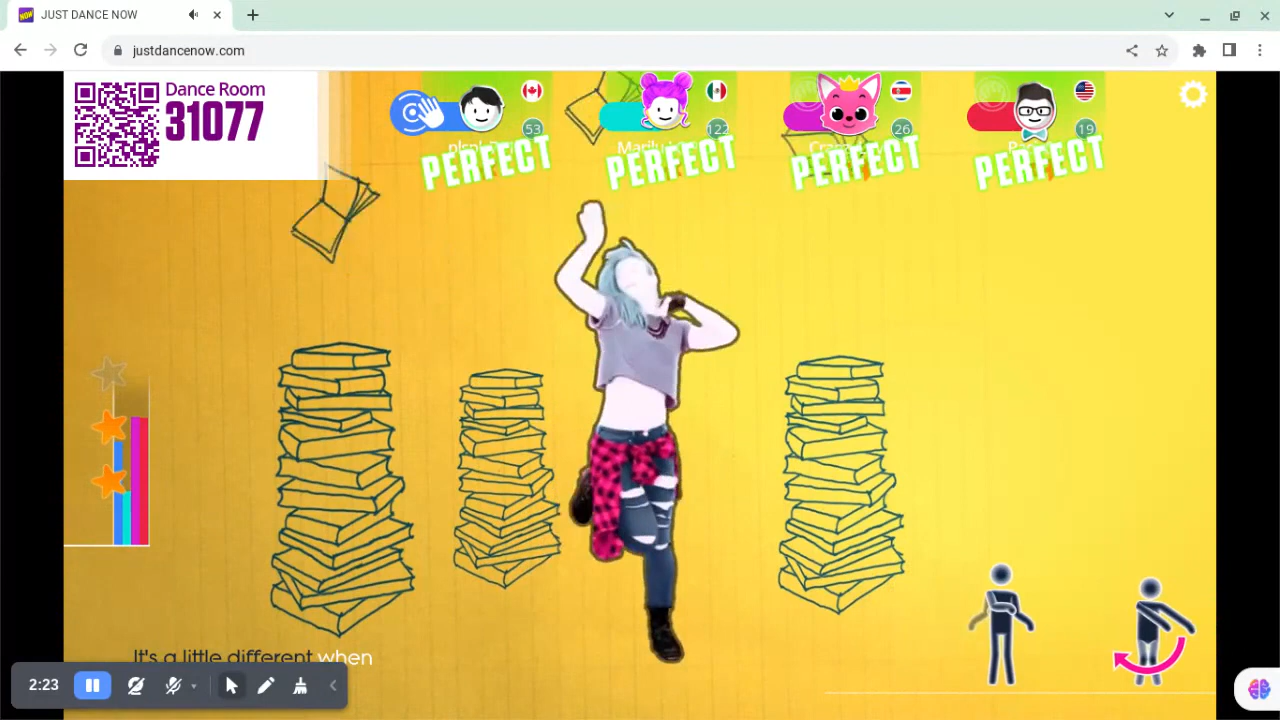 NOW JUST DANCE NOW
justdancenow.com
Dance Room
31077
53
122
26
19
PERFECT
PERFECT
PERFECT
PERFECT
It's a little different when
2:23